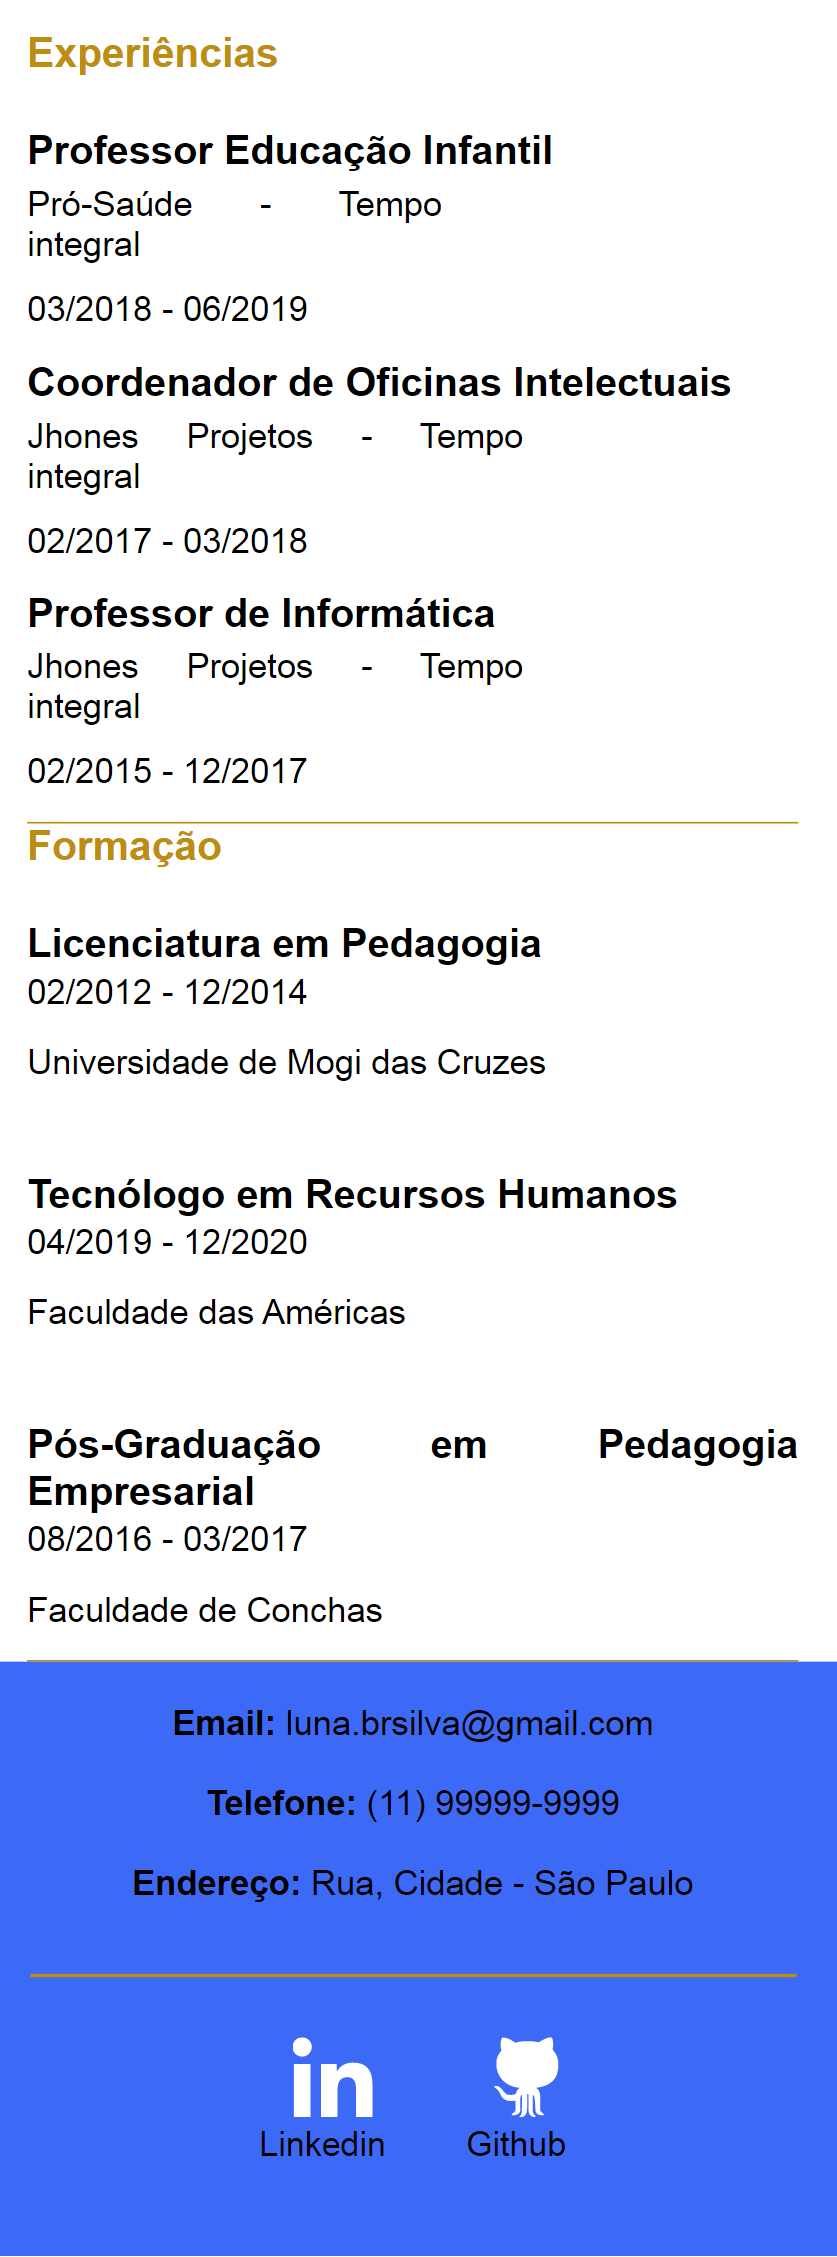 Experiências
Professor Educação Infantil
Pró-Saúde - Tempo
integral
03/2018 - 06/2019
Coordenador de Oficinas Intelectuais
Jhones Projetos - Tempo
integral
02/2017 - 03/2018
Professor de Informática
Jhones Projetos - Tempo
integral
02/2015 - 12/2017
Formação
Licenciatura em Pedagogia
02/2012 - 12/2014
Universidade de Mogi das Cruzes
Tecnólogo em Recursos Humanos
04/2019 - 12/2020
Faculdade das Américas
Pós-Graduação em Pedagogia
Empresarial
08/2016 - 03/2017
Faculdade de Conchas
Email: luna.brsilva@gmail.com
Telefone: (11) 99999-9999
Endereço: Rua, Cidade - São Paulo
in
Linkedin Github